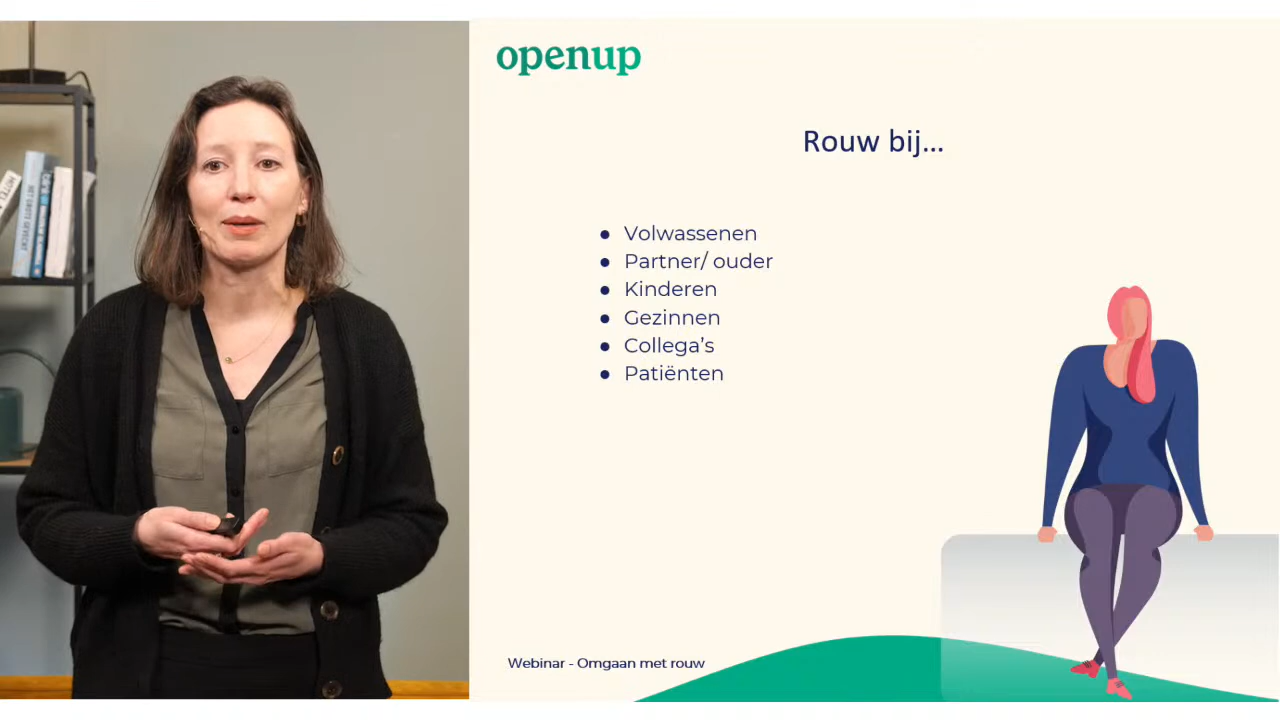 openup
Rouw bij...
● Volwassenen
● Partner/ ouder
● Kinderen
● Gezinnen
● Collega's
● Patiënten
Webinar - Omgaan met rouw